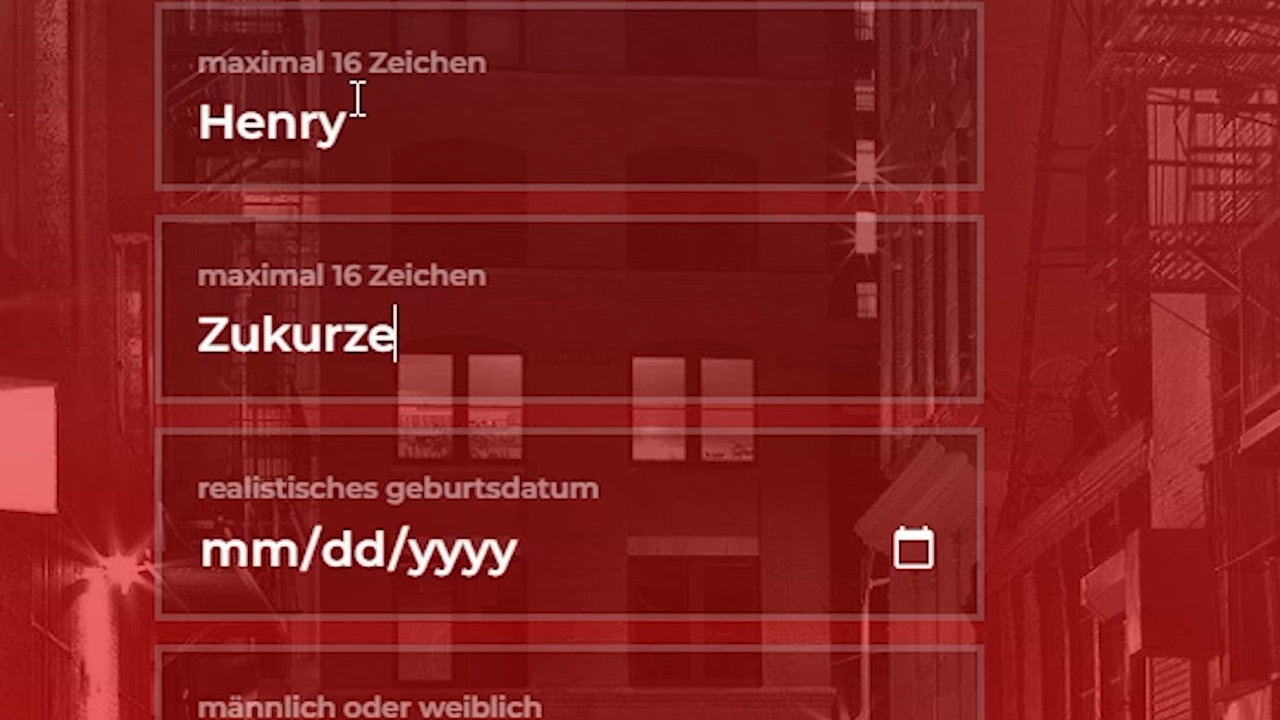 maximal 16 Zeichen
Henry
maximal 16 Zeichen
Zukurze
realistisches geburtsdatum
mm/dd/yyyy
männlich oder weiblich